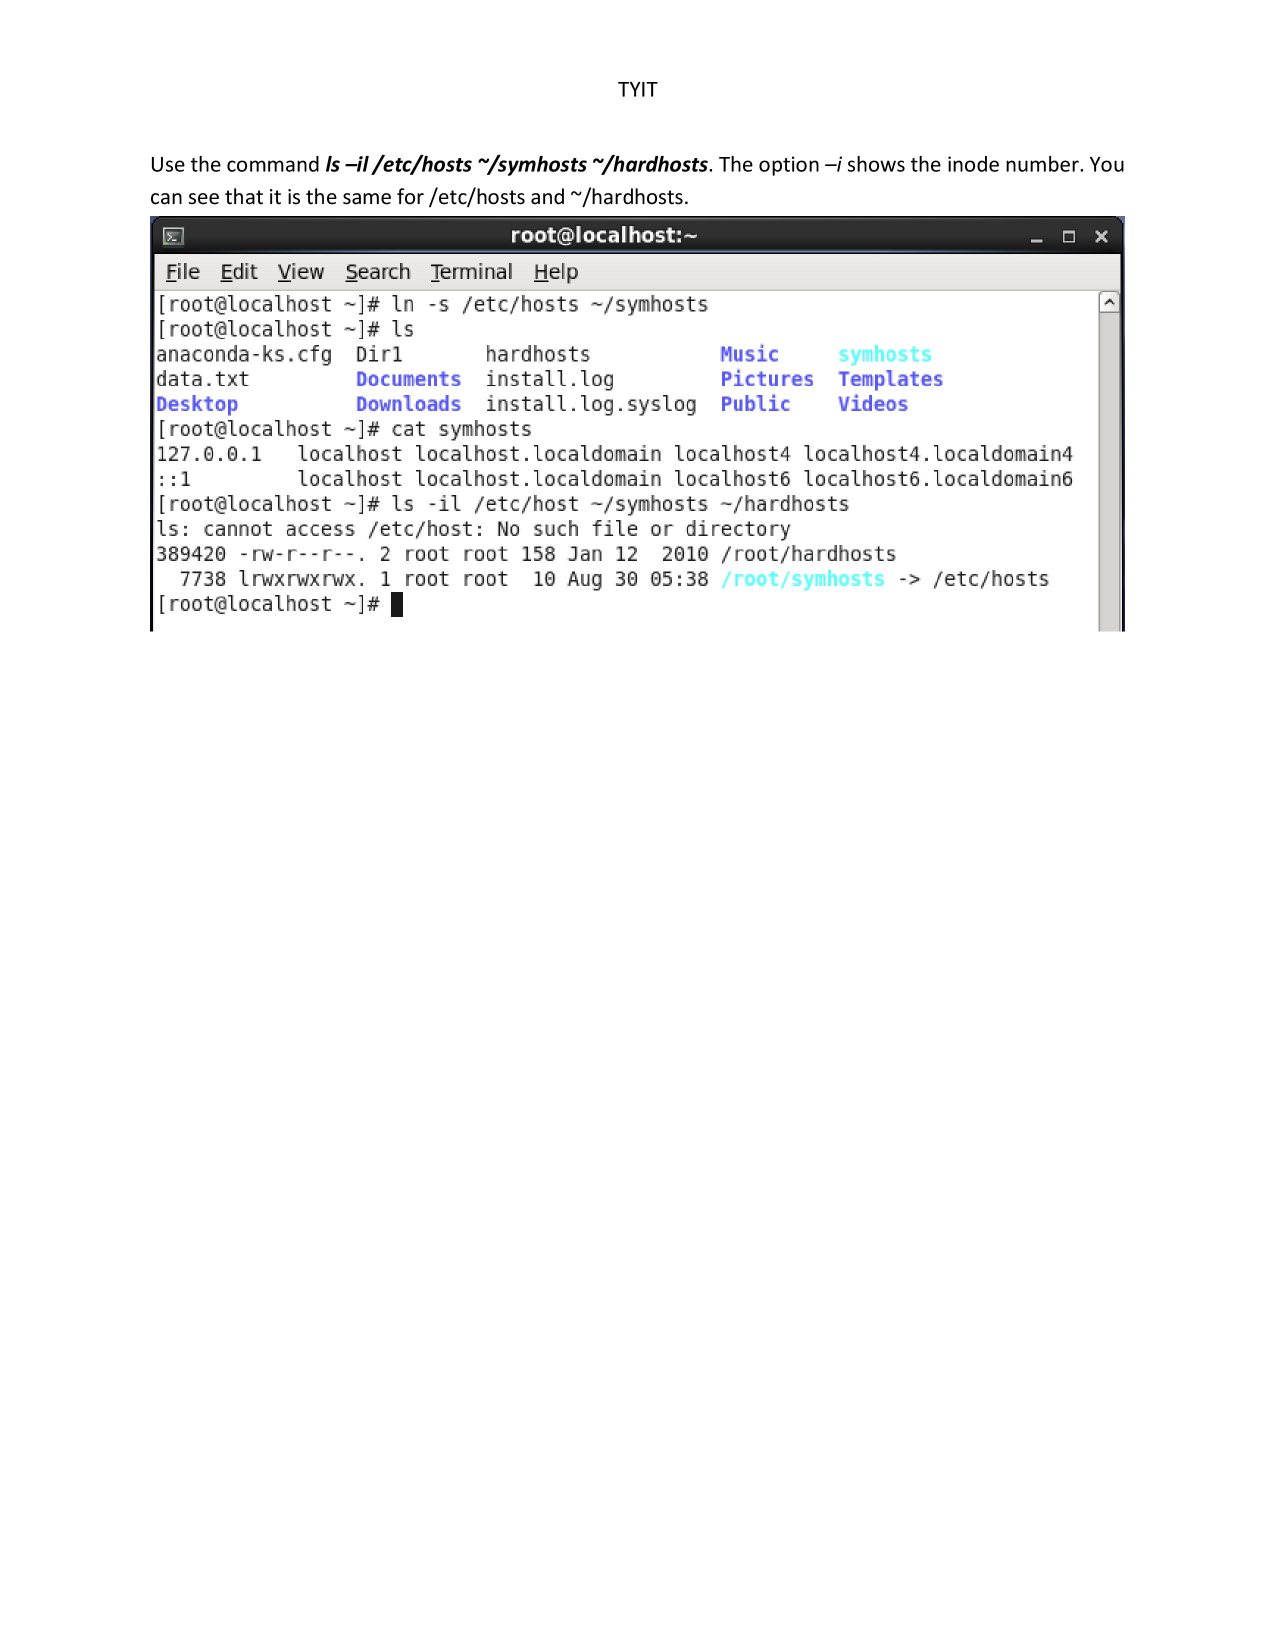 TYIT
Use the command ls –il /etc/hosts ~/symhosts ~/hardhosts. The option –i shows the inode number. You
can see that it is the same for /etc/hosts and ~/hardhosts.
root@localhost:~
File Edit View Search Terminal Help
[root@localhost ~]# ln -s /etc/hosts ~/symhosts
[root@localhost ~]# ls
anaconda-ks.cfg  Dir1       hardhosts           Music     symhosts
data.txt         Documents  install.log         Pictures  Templates
Desktop          Downloads  install.log.syslog  Public    Videos
[root@localhost ~]# cat symhosts
127.0.0.1   localhost localhost.localdomain localhost4 localhost4.localdomain4
::1         localhost localhost.localdomain localhost6 localhost6.localdomain6
[root@localhost ~]# ls -il /etc/host ~/symhosts ~/hardhosts
ls: cannot access /etc/host: No such file or directory
389420 -rw-r--r--. 2 root root 158 Jan 12  2010 /root/hardhosts
  7738 lrwxrwxrwx. 1 root root  10 Aug 30 05:38 /root/symhosts -> /etc/hosts
[root@localhost ~]#